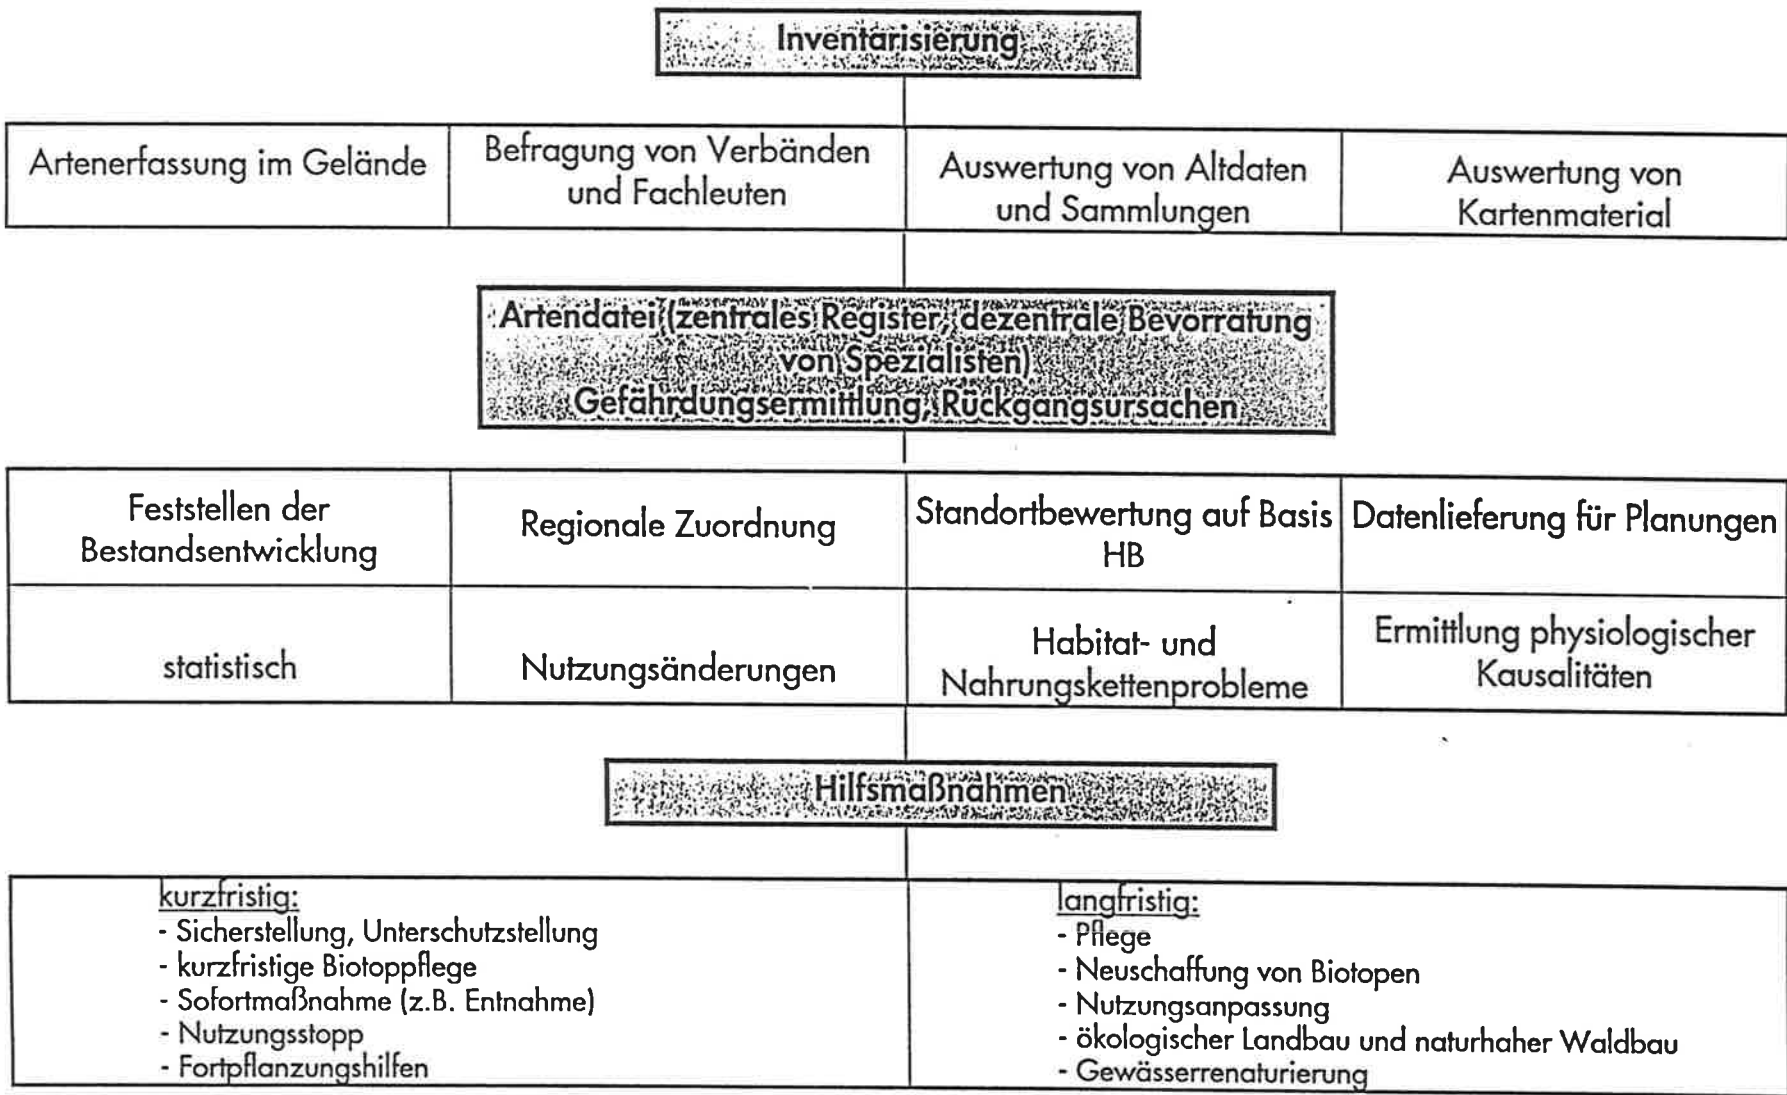 Inventarisierung
Artenerfassung im Gelände
Befragung von Verbänden
und Fachleuten
Auswertung von Altdaten
und Sammlungen
Auswertung von
Kartenmaterial
Artendatei (zentrales Register, dezentrale Bevorratung
von Spezialisten)
Gefährdungsermittlung, Rückgangsursachen
Feststellen der
Bestandsentwicklung
Regionale Zuordnung
Standortbewertung auf Basis
HB
Datenlieferung für Planungen
statistisch
Nutzungsänderungen
Habitat- und
Nahrungskettenprobleme
Ermittlung physiologischer
Kausalitäten
Hilfsmaßnahmen
kurzfristig:
- Sicherstellung, Unterschutzstellung
- kurzfristige Biotoppflege
- Sofortmaßnahme (z.B. Entnahme)
- Nutzungsstopp
- Fortpflanzungshilfen
langfristig:
- Pflege
- Neuschaffung von Biotopen
- Nutzungsanpassung
- ökologischer Landbau und naturhaher Waldbau
- Gewässerrenaturierung